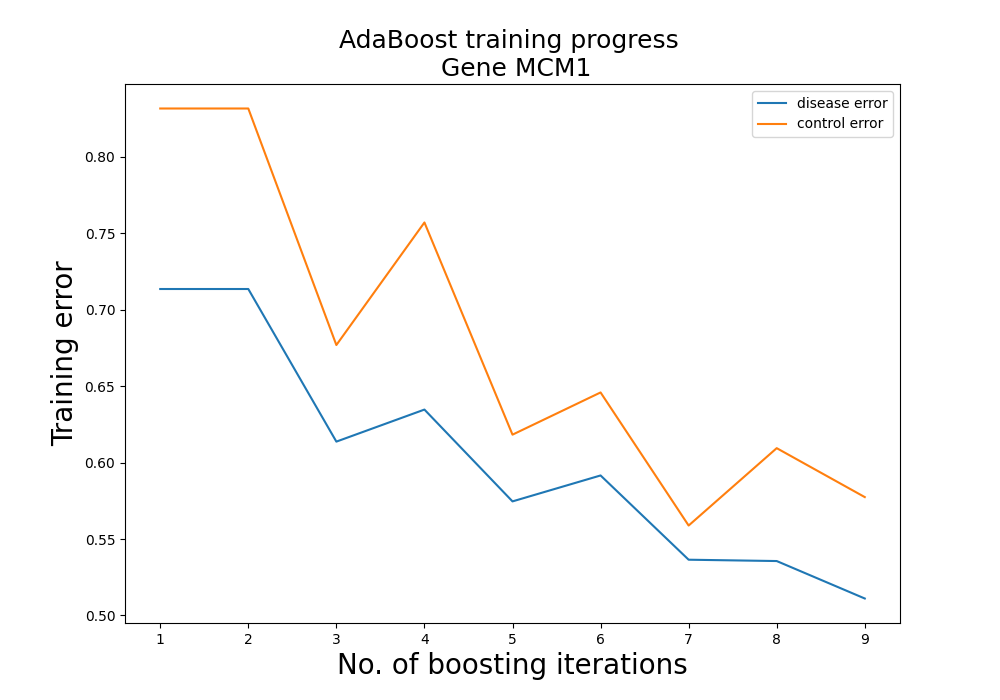 AdaBoost training progress
Gene MCM1
disease error
control error
Training error
0.80
0.75
0.70
0.65
0.60
0.55
0.50
1 2 3 4 5 6 7 8 9
No. of boosting iterations